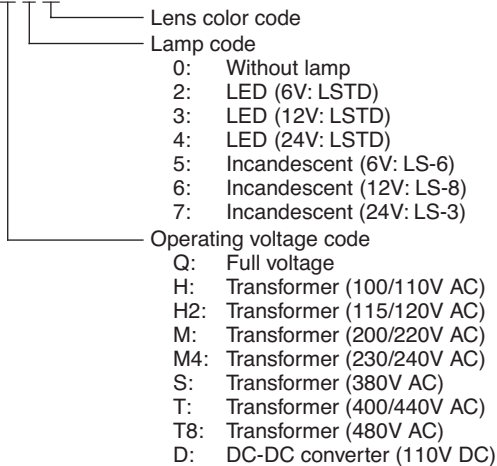 Lens color code
Lamp code
0: Without lamp
2: LED (6V: LSTD)
3: LED (12V: LSTD)
4: LED (24V: LSTD)
5: Incandescent (6V: LS-6)
6: Incandescent (12V: LS-8)
7: Incandescent (24V: LS-3)
Operating voltage code
Q: Full voltage
H: Transformer (100/110V AC)
H2: Transformer (115/120V AC)
M: Transformer (200/220V AC)
M4: Transformer (230/240V AC)
S: Transformer (380V AC)
T: Transformer (400/440V AC)
T8: Transformer (480V AC)
D: DC-DC converter (110V DC)